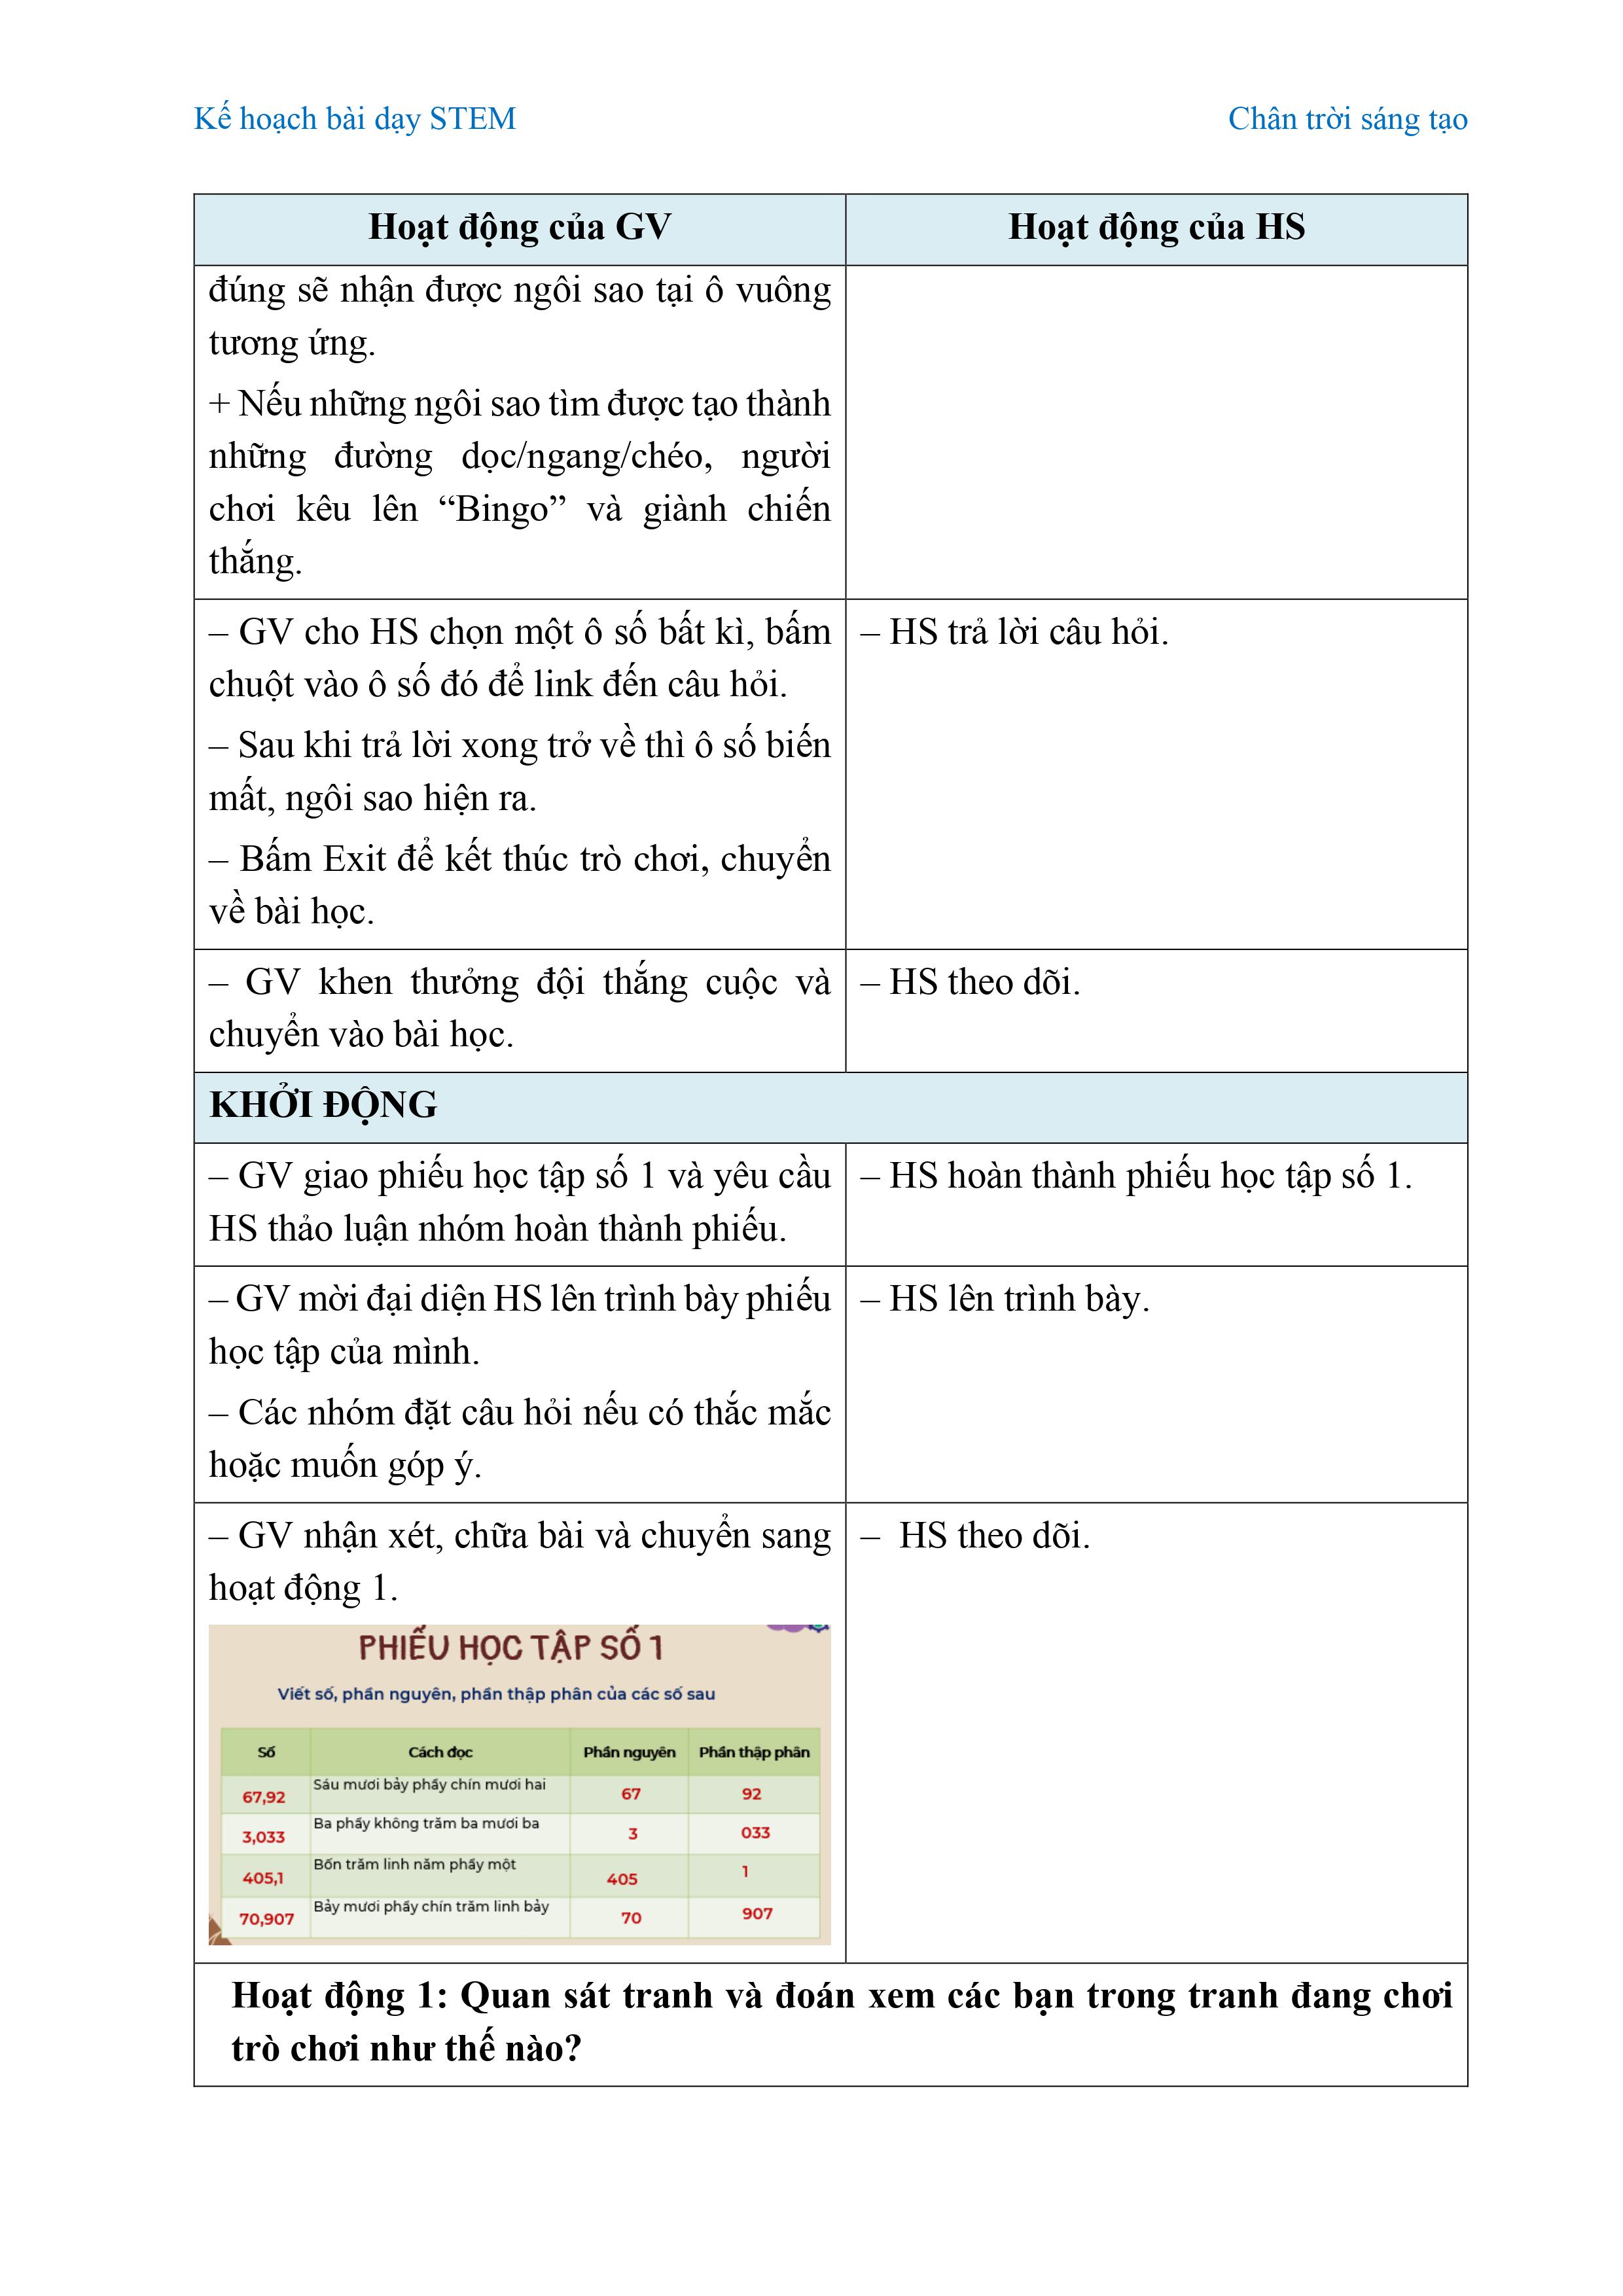 Kế hoạch bài dạy STEM
Chân trời sáng tạo
Hoạt động của GV
Hoạt động của HS
đúng sẽ nhận được ngôi sao tại ô vuông
tương ứng.
+ Nếu những ngôi sao tìm được tạo thành
những đường dọc/ngang/chéo, người
chơi kêu lên “Bingo” và giành chiến
thắng.
– GV cho HS chọn một ô số bất kì, bấm
chuột vào ô số đó để link đến câu hỏi.
– Sau khi trả lời xong trở về thì ô số biến
mất, ngôi sao hiện ra.
– Bấm Exit để kết thúc trò chơi, chuyển
về bài học.
– HS trả lời câu hỏi.
– GV khen thưởng đội thắng cuộc và
chuyển vào bài học.
– HS theo dõi.
KHỞI ĐỘNG
– GV giao phiếu học tập số 1 và yêu cầu
HS thảo luận nhóm hoàn thành phiếu.
– HS hoàn thành phiếu học tập số 1.
– GV mời đại diện HS lên trình bày phiếu
học tập của mình.
– Các nhóm đặt câu hỏi nếu có thắc mắc
hoặc muốn góp ý.
– HS lên trình bày.
– GV nhận xét, chữa bài và chuyển sang
hoạt động 1.
– HS theo dõi.
PHIẾU HỌC TẬP SỐ 1
Viết số, phần nguyên, phần thập phân của các số sau
Số Cách đọc Phần nguyên Phần thập phân
67,92 Sáu mươi bảy phẩy chín mươi hai 67 92
3,033 Ba phẩy không trăm ba mươi ba 3 033
405,1 Bốn trăm linh năm phẩy một 405 1
70,907 Bảy mươi phẩy chín trăm linh bảy 70 907
Hoạt động 1: Quan sát tranh và đoán xem các bạn trong tranh đang chơi
trò chơi như thế nào?